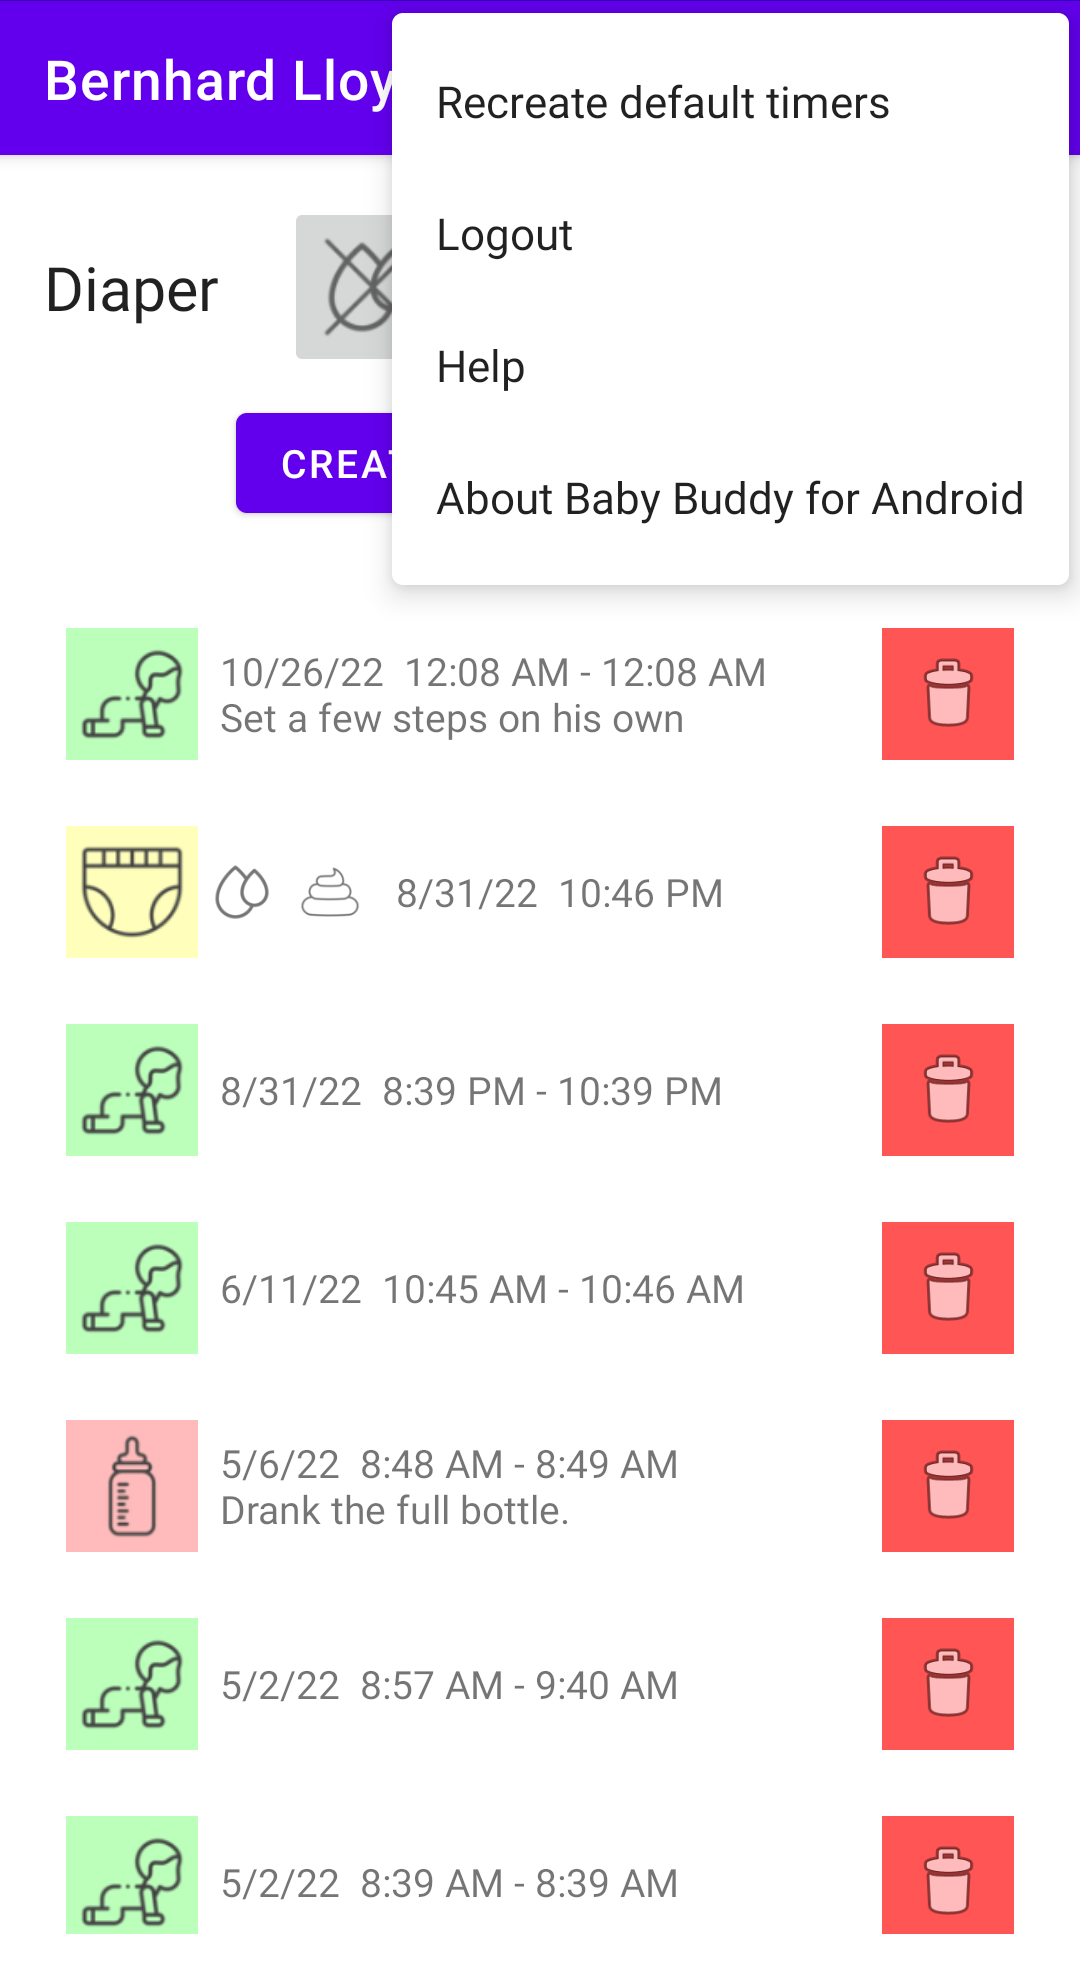 Bernhard Lloy
Recreate default timers
Logout
Help
About Baby Buddy for Android
Diaper
10/26/22 12:08 AM - 12:08 AM
Set a few steps on his own
8/31/22 10:46 PM
8/31/22 8:39 PM - 10:39 PM
6/11/22 10:45 AM - 10:46 AM
5/6/22 8:48 AM - 8:49 AM
Drank the full bottle.
5/2/22 8:57 AM - 9:40 AM
5/2/22 8:39 AM - 8:39 AM